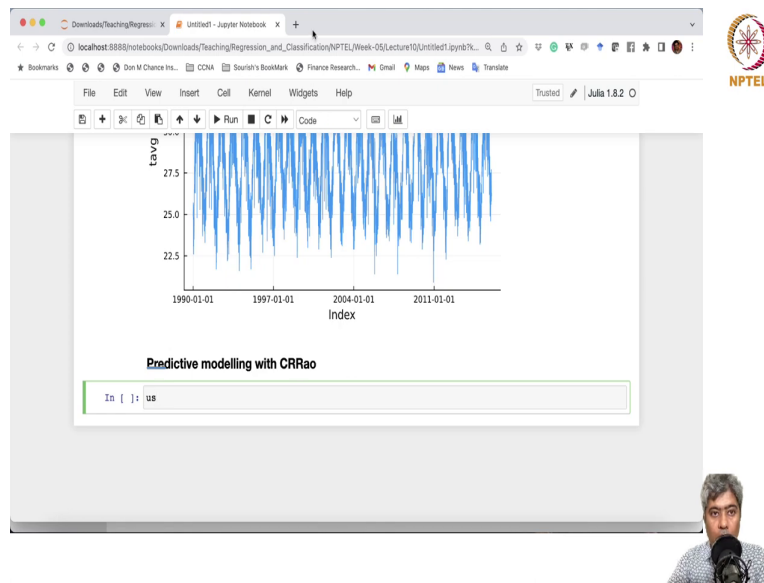 Downloads/Teaching/Regressi
Untitled1 - Jupyter Notebook
localhost:8888/notebooks/Downloads/Teaching/Regression_and_Classification/NPTEL/Week-05/Lecture10/Untitled1.ipynb?k...
Bookmarks Don M Chance Ins... CCNA Sourish's BookMark Finance Research... Gmail Maps News Translate
NPTEL
File Edit View Insert Cell Kernel Widgets Help Trusted Julia 1.8.2
Run Code
tavg
27.5
25.0
22.5
1990-01-01 1997-01-01 2004-01-01 2011-01-01
Index
Predictive modelling with CRRao
In [ ]: us